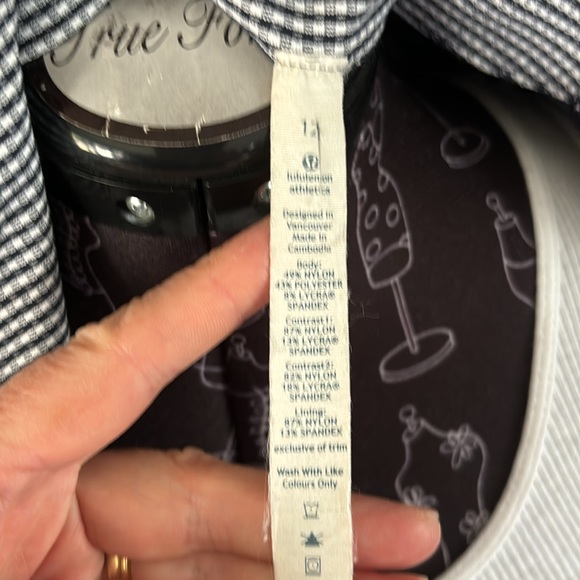 True Fo
12
lululemon
athletica
Designed in
Vancouver
Made in
Cambodia
Body:
49% NYLON
43% POLYESTER
8% LYCRA®
SPANDEX
Contrast1:
87% NYLON
13% LYCRA®
SPANDEX
Contrast2:
82% NYLON
18% LYCRA®
SPANDEX
Lining:
87% NYLON
13% SPANDEX
exclusive of trim
Wash With Like
Colours Only